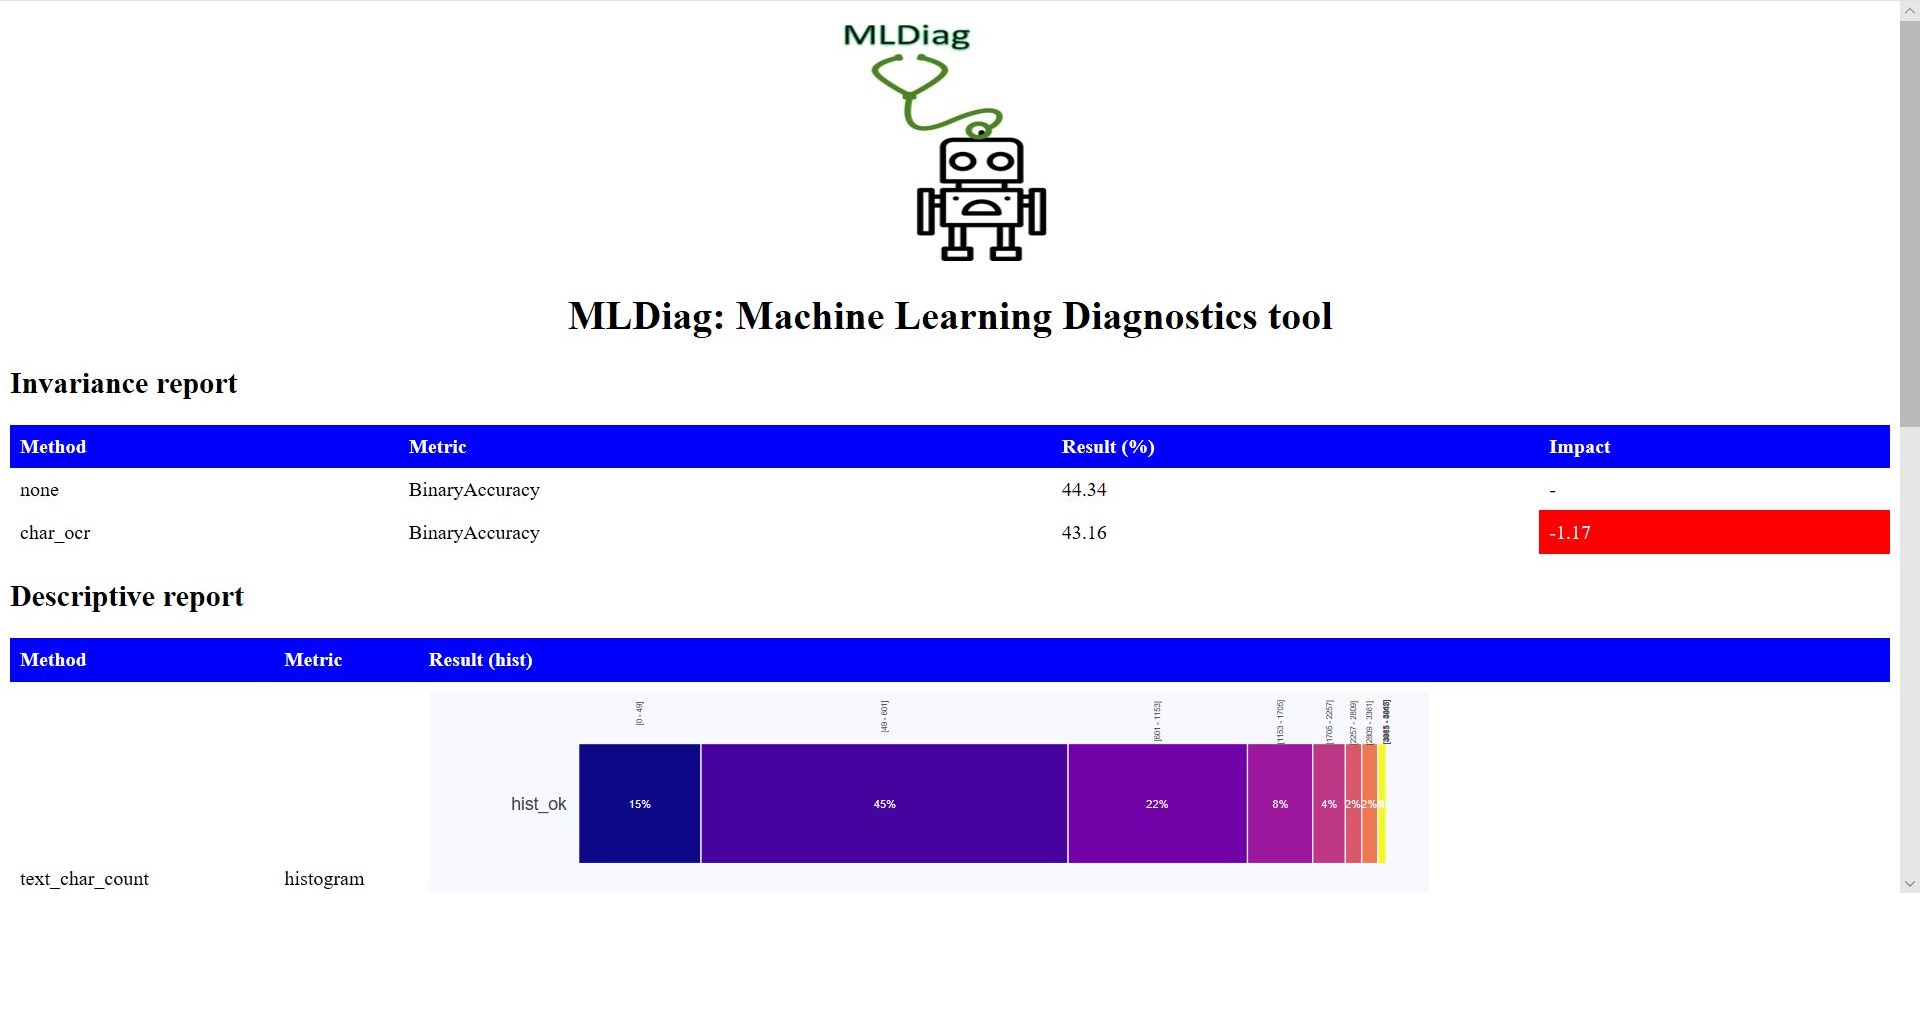 MLDiag
MLDiag: Machine Learning Diagnostics tool
Invariance report
Method Metric Result (%) Impact
none BinaryAccuracy 44.34 -
char_ocr BinaryAccuracy 43.16 -1.17
Descriptive report
Method Metric Result (hist)
[0 - 49] [49 - 601] [601 - 1153] [1153 - 1705] [1705 - 2257] [2257 - 2809] [2809 - 3361]
hist_ok 15% 45% 22% 8% 4% 2% 2%
text_char_count histogram